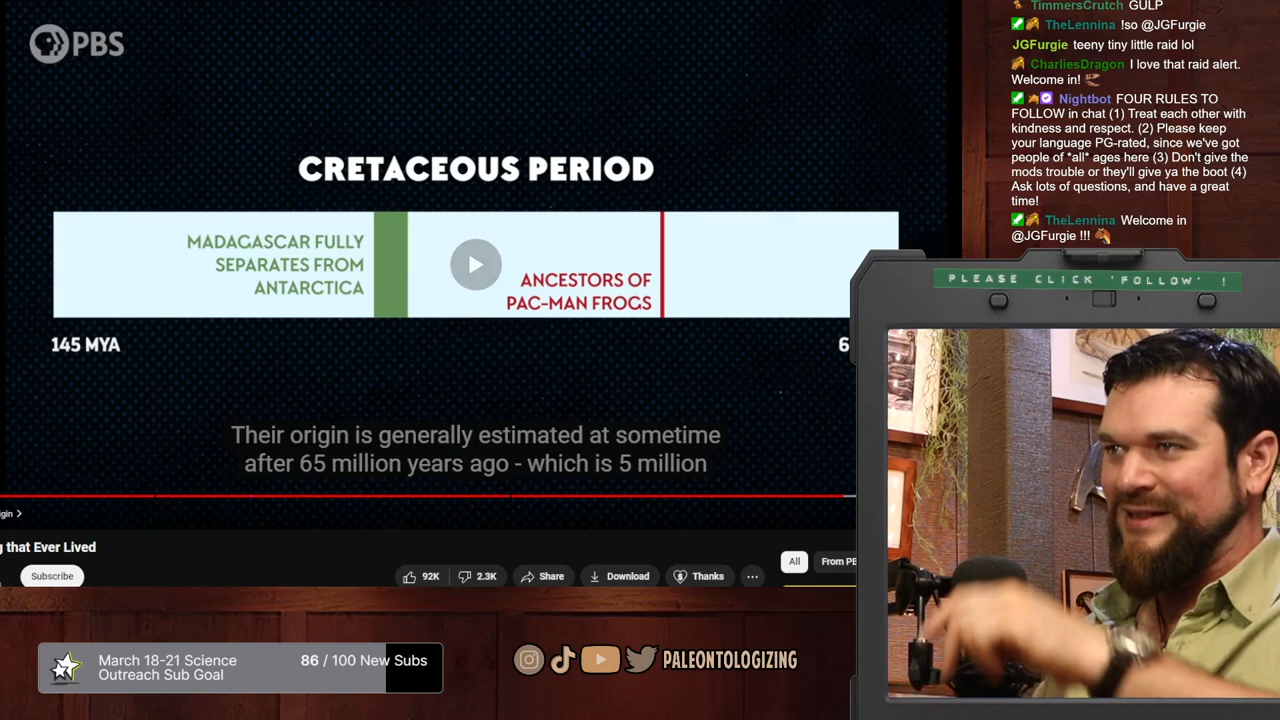 PBS
CRETACEOUS PERIOD
MADAGASCAR FULLY
SEPARATES FROM
ANTARCTICA
ANCESTORS OF
PAC-MAN FROGS
145 MYA
6
Their origin is generally estimated at sometime
after 65 million years ago - which is 5 million
gin >
g that Ever Lived
Subscribe
92K
2.3K
Share
Download
Thanks
All
From PB
TimmersCrutch GULP
TheLennina !so @JGFurgie
JGFurgie teeny tiny little raid lol
CharliesDragon I love that raid alert.
Welcome in!
Nightbot FOUR RULES TO
FOLLOW in chat (1) Treat each other with
kindness and respect. (2) Please keep
your language PG-rated, since we've got
people of *all* ages here (3) Don't give the
mods trouble or they'll give ya the boot (4)
Ask lots of questions, and have a great
time!
TheLennina Welcome in
@JGFurgie !!!
PLEASE CLICK 'FOLLOW' !
March 18-21 Science
Outreach Sub Goal
86 / 100 New Subs
PALEONTOLOGIZING